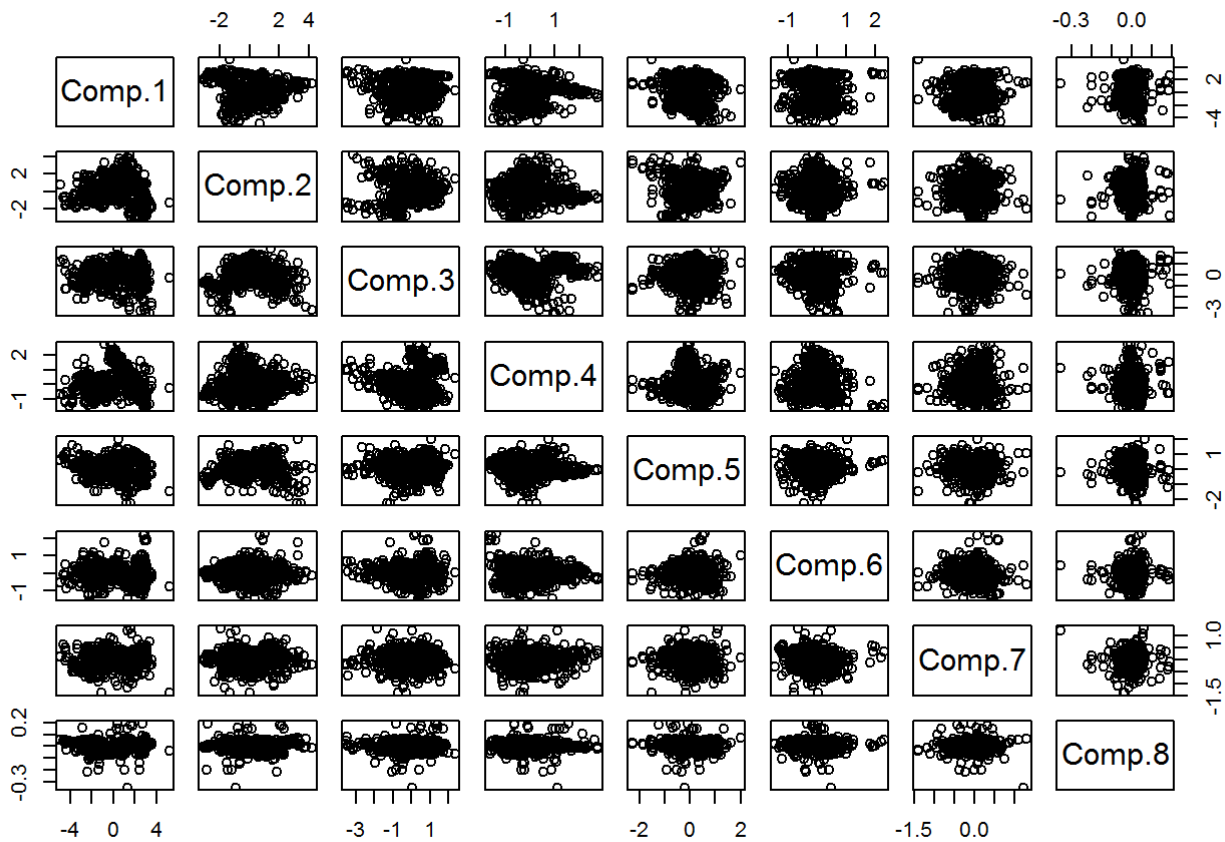 -2 2 4 -1 1 -1 0 1 2 -0.3 0.0
Comp.1 2 -4
2 -2 Comp.2
Comp.3 0 -3
2 -1 Comp.4
Comp.5 1 -2
1 -1 Comp.6
Comp.7 1.0 -1.5
0.2 -0.3 Comp.8
-4 0 4 -3 -1 1 -2 0 2 -1.5 0.0